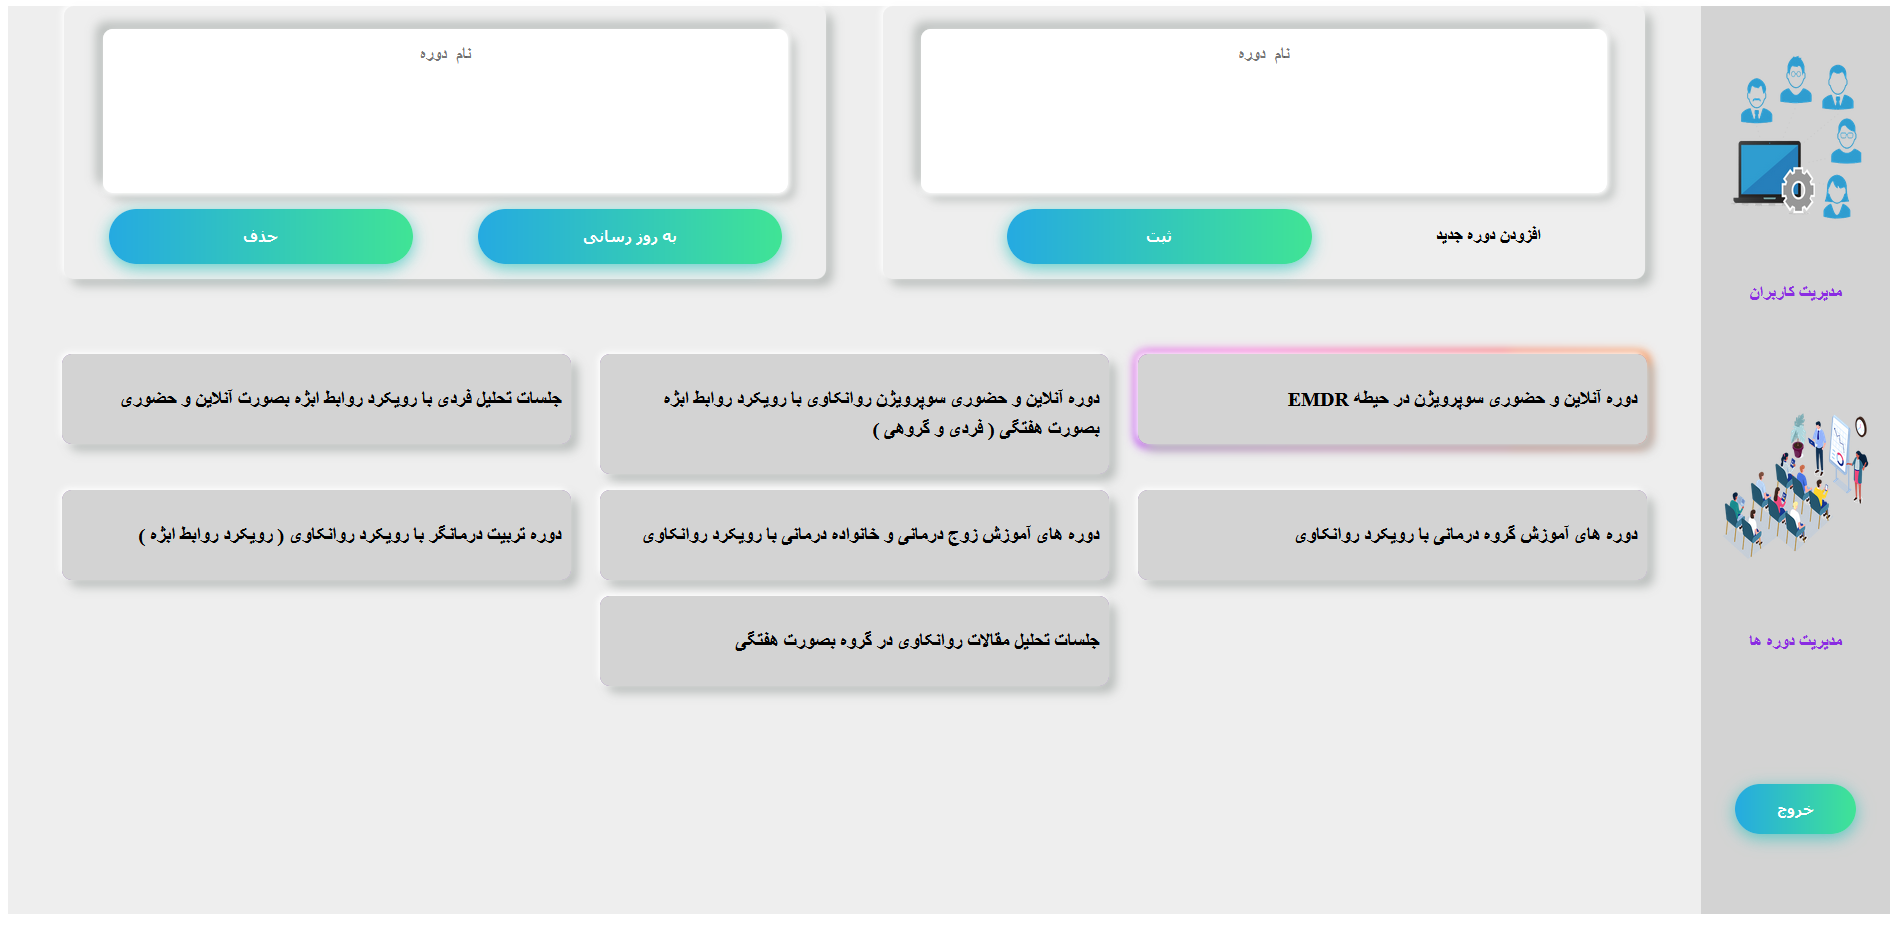 نام دوره
افزودن دوره جدید
ثبت
نام دوره
به روز رسانی
حذف
دوره آنلاین و حضوری سوپرویژن در حیطه EMDR
دوره آنلاین و حضوری سوپرویژن روانکاوی با رویکرد روابط ابژه
بصورت هفتگی ( فردی و گروهی )
جلسات تحلیل فردی با رویکرد روابط ابژه بصورت آنلاین و حضوری
دوره های آموزش گروه درمانی با رویکرد روانکاوی
دوره های آموزش زوج درمانی و خانواده درمانی با رویکرد روانکاوی
دوره تربیت درمانگر با رویکرد روانکاوی ( رویکرد روابط ابژه )
جلسات تحلیل مقالات روانکاوی در گروه بصورت هفتگی
مدیریت کاربران
مدیریت دوره ها
خروج